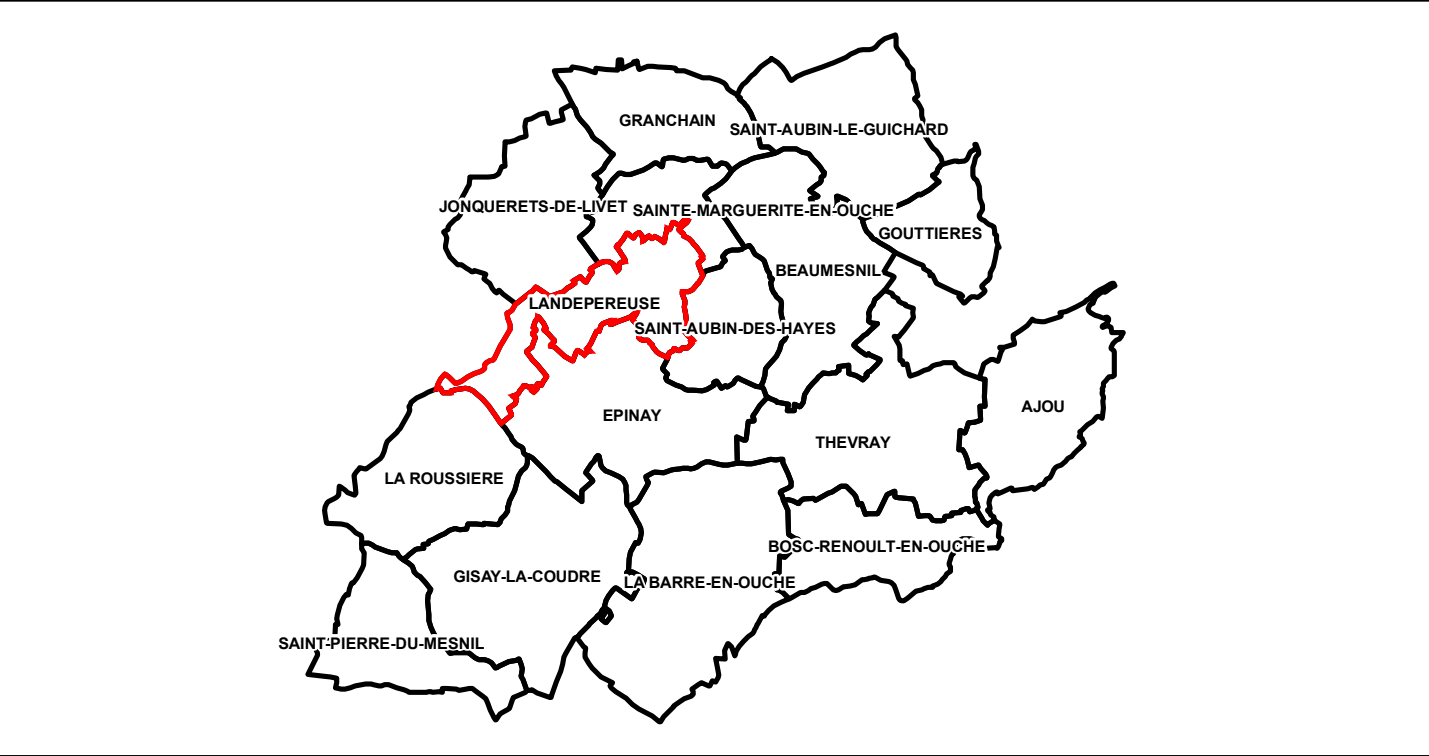 GRANCHAIN
SAINT-AUBIN-LE-GUICHARD
JONQUERETS-DE-LIVET
SAINTE-MARGUERITE-EN-OUCHE
GOUTTIERES
BEAUMESNIL
LANDEPEREUSE
SAINT-AUBIN-DES-HAYES
AJOU
EPINAY
THEVRAY
LA ROUSSIERE
BOSC-RENOULT-EN-OUCHE
GISAY-LA-COUDRE
LA BARRE-EN-OUCHE
SAINT-PIERRE-DU-MESNIL